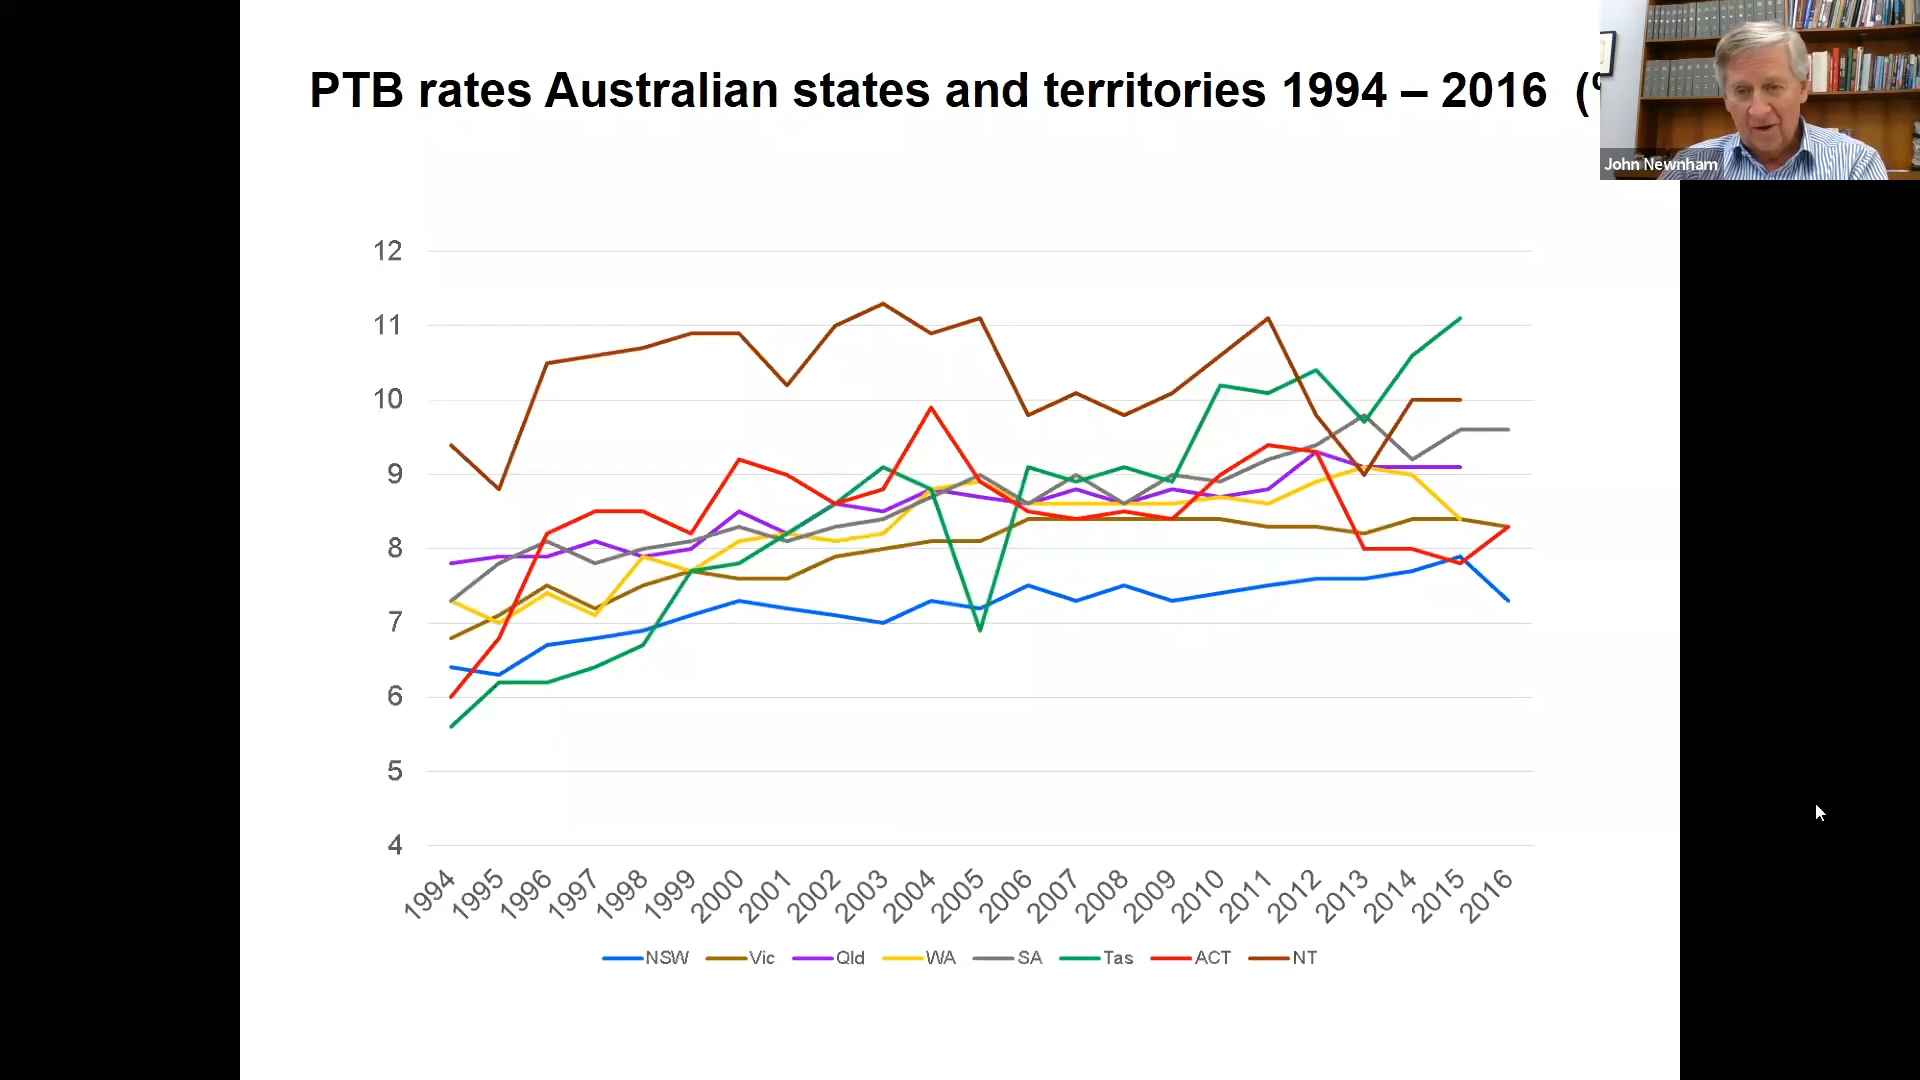 PTB rates Australian states and territories 1994 – 2016 (
John Newnham
12
11
10
9
8
7
6
5
4
1994 1995 1996 1997 1998 1999 2000 2001 2002 2003 2004 2005 2006 2007 2008 2009 2010 2011 2012 2013 2014 2015 2016
NSW Vic Qld WA SA Tas ACT NT